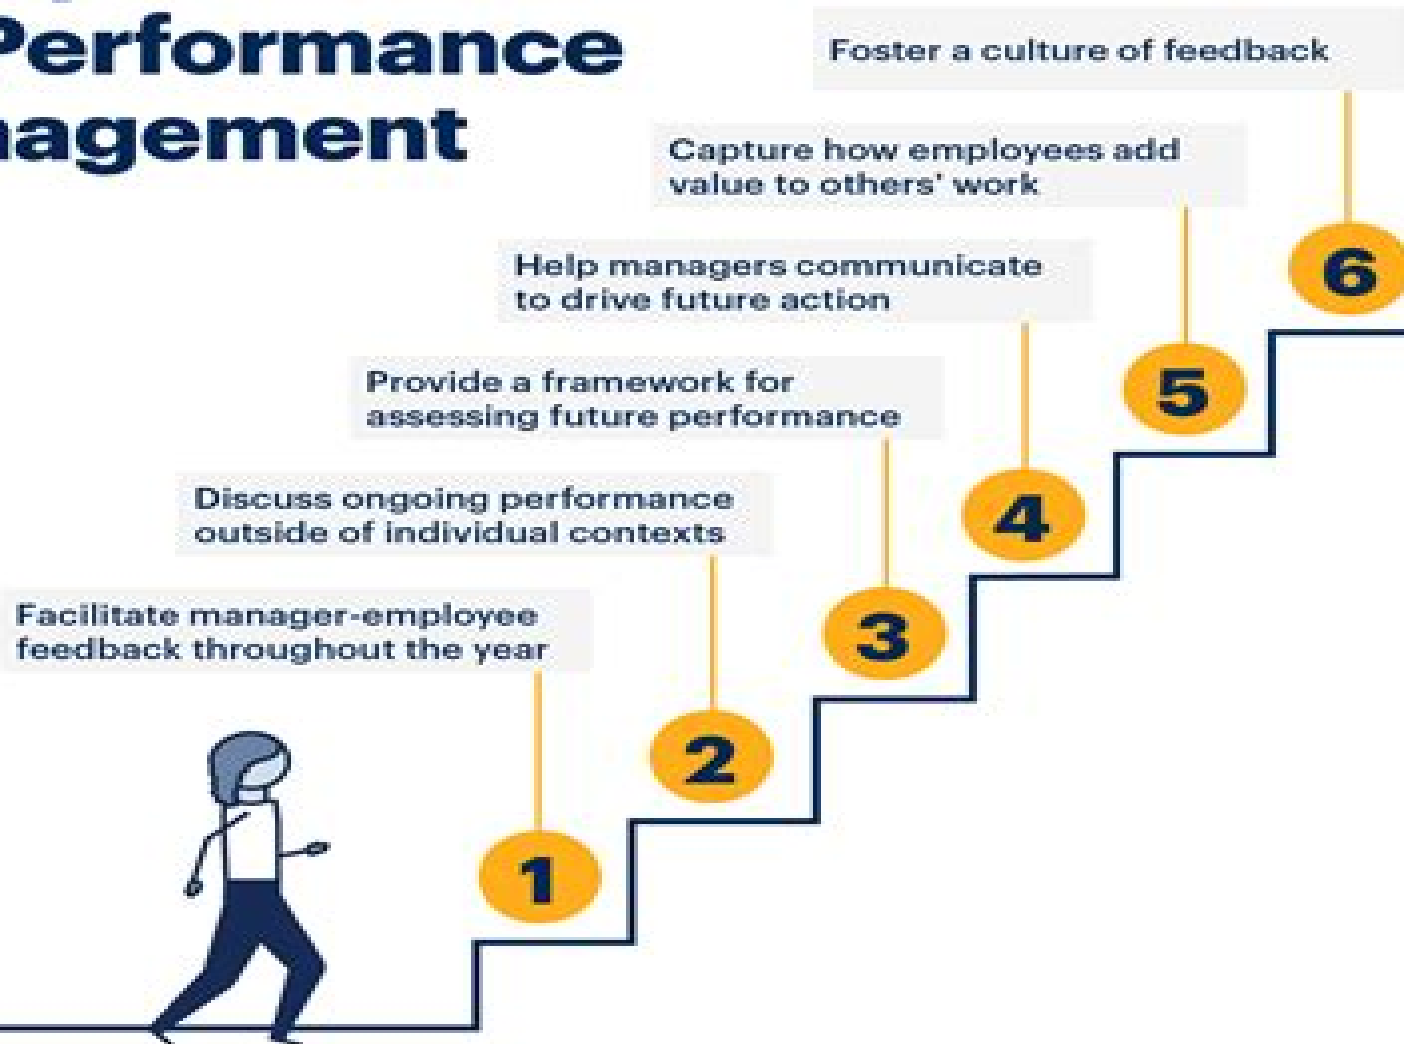 Performance
nagement
Foster a culture of feedback
6
Capture how employees add
value to others' work
5
Help managers communicate
to drive future action
4
Provide a framework for
assessing future performance
3
Discuss ongoing performance
outside of individual contexts
2
Facilitate manager-employee
feedback throughout the year
1